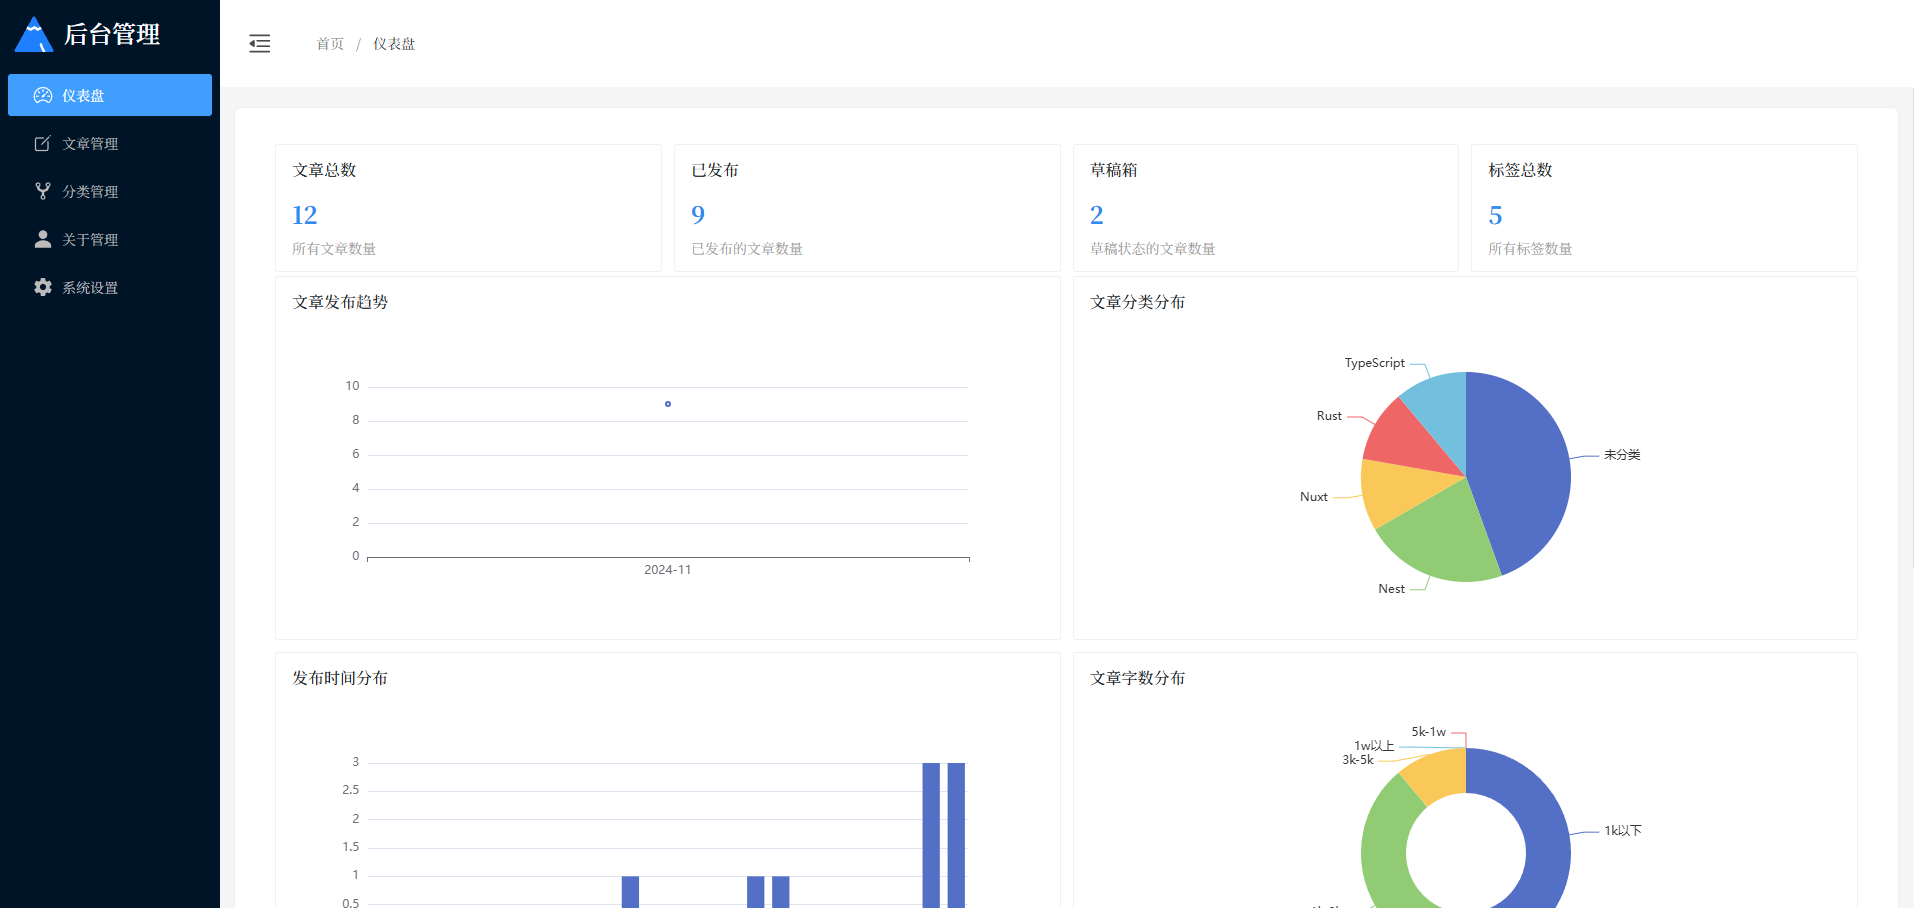 后台管理
仪表盘
文章管理
分类管理
关于管理
系统设置
首页 / 仪表盘
文章总数
12
所有文章数量
已发布
9
已发布的文章数量
草稿箱
2
草稿状态的文章数量
标签总数
5
所有标签数量
文章发布趋势
10
8
6
4
2
0
2024-11
文章分类分布
TypeScript
Rust
未分类
Nuxt
Nest
发布时间分布
3
2.5
2
1.5
1
0.5
文章字数分布
5k-1w
1w以上
3k-5k
1k以下